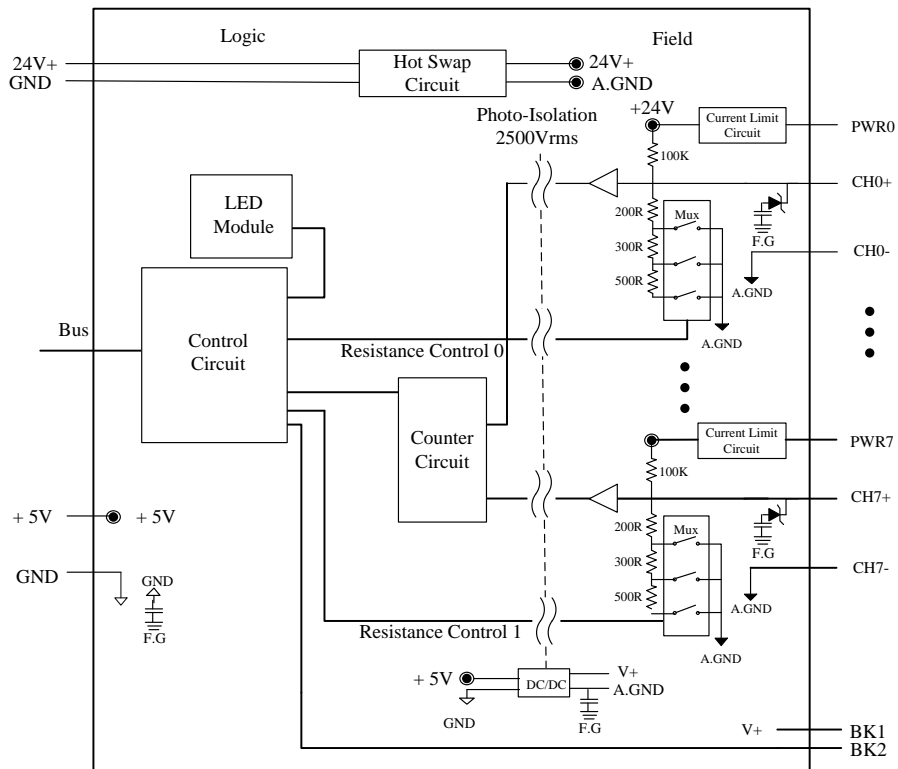 Logic
Field
24V+
GND
Hot Swap
Circuit
24V+
A.GND
Photo-Isolation
2500Vrms
+24V
Current Limit
Circuit
PWR0
100K
CH0+
LED
Module
200R
Mux
300R
500R
F.G
CH0-
A.GND
Bus
Control
Circuit
Resistance Control 0
A.GND
Counter
Circuit
Current Limit
Circuit
PWR7
100K
CH7+
+ 5V
+ 5V
200R
Mux
300R
500R
F.G
CH7-
GND
GND
F.G
A.GND
Resistance Control 1
A.GND
+ 5V
GND
DC/DC
V+
A.GND
F.G
V+
BK1
BK2